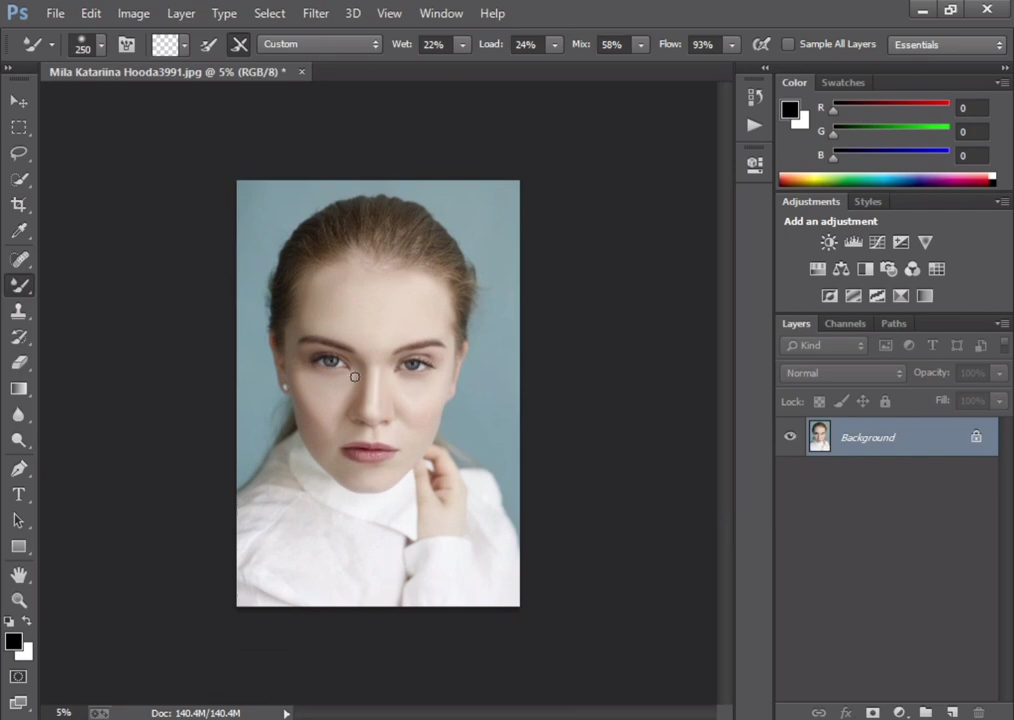 Ps File Edit Image Layer Type Select Filter 3D View Window Help
250 Custom Wet: 22% Load: 24% Mix: 58% Flow: 93% Sample All Layers Essentials
Mila Katariina Hooda3991.jpg @ 5% (RGB/8) * ×
Color Swatches
R 0
G 0
B 0
Adjustments Styles
Add an adjustment
Layers Channels Paths
Kind T
Normal Opacity: 100%
Lock: Fill: 100%
Background
T
5% Doc: 140.4M/140.4M
fx